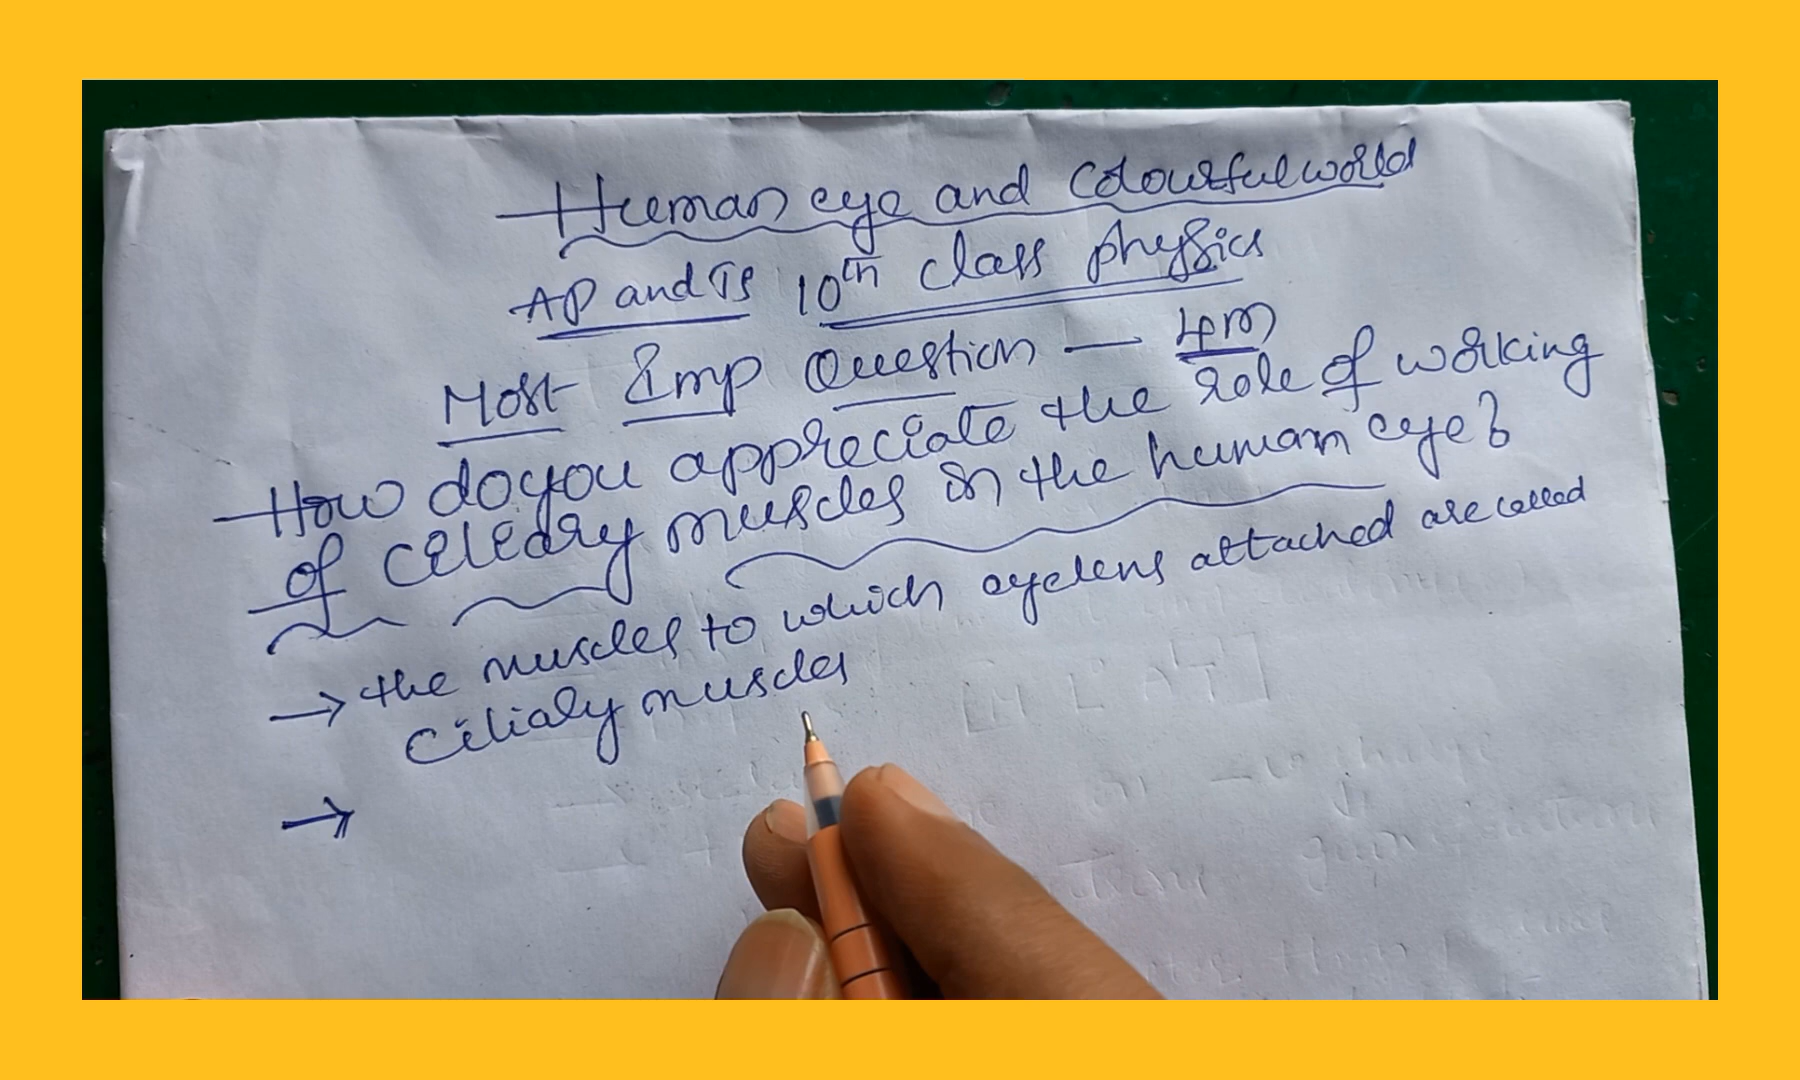 Human eye and Colourful world
AP and TS 10th class physics
Most Imp Question — 4m
How do you appreciate the role of working
of ciliary muscles in the human eye?
→ the muscles to which eyelens attached are called
Cilialy muscles
→